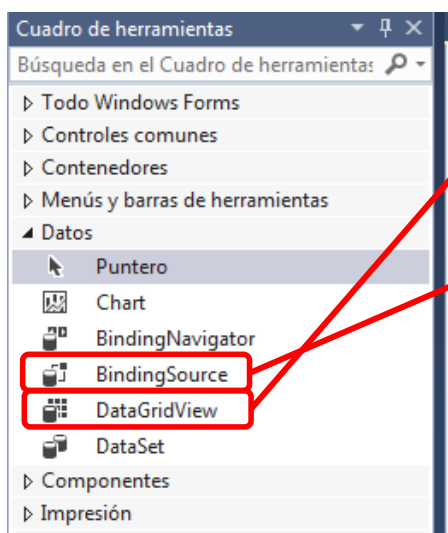 Cuadro de herramientas
Búsqueda en el Cuadro de herramientas
Todo Windows Forms
Controles comunes
Contenedores
Menús y barras de herramientas
Datos
Puntero
Chart
BindingNavigator
BindingSource
DataGridView
DataSet
Componentes
Impresión